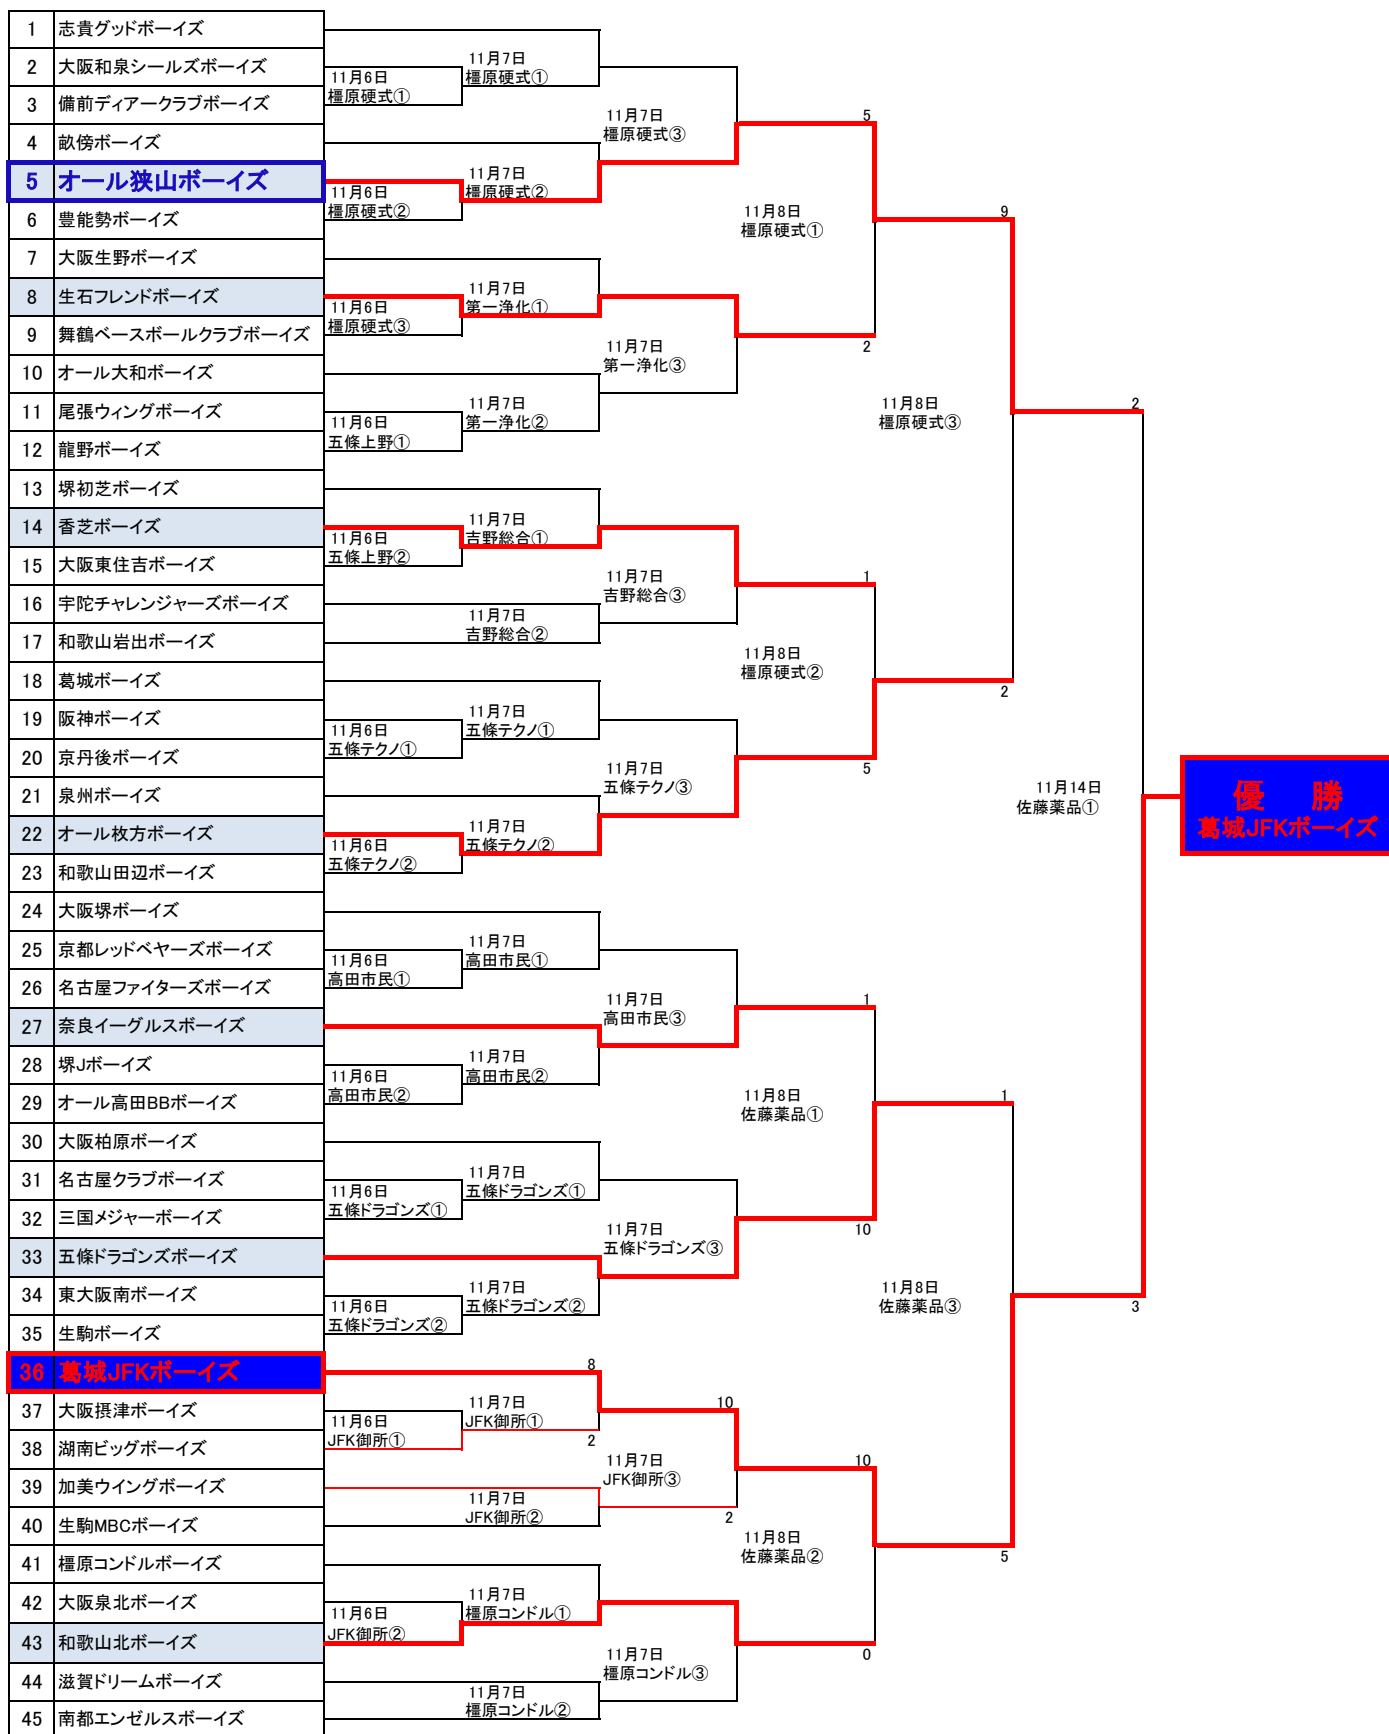 1 志貴グッドボーイズ
2 大阪和泉シールズボーイズ
3 備前ディアークラブボーイズ
4 畝傍ボーイズ
5 オール狭山ボーイズ
6 豊能勢ボーイズ
7 大阪生野ボーイズ
8 生石フレンドボーイズ
9 舞鶴ベースボールクラブボーイズ
10 オール大和ボーイズ
11 尾張ウィングボーイズ
12 龍野ボーイズ
13 堺初芝ボーイズ
14 香芝ボーイズ
15 大阪東住吉ボーイズ
16 宇陀チャレンジャーズボーイズ
17 和歌山岩出ボーイズ
18 葛城ボーイズ
19 阪神ボーイズ
20 京丹後ボーイズ
21 泉州ボーイズ
22 オール枚方ボーイズ
23 和歌山田辺ボーイズ
24 大阪堺ボーイズ
25 京都レッドベヤーズボーイズ
26 名古屋ファイターズボーイズ
27 奈良イーグルスボーイズ
28 堺Jボーイズ
29 オール高田BBボーイズ
30 大阪柏原ボーイズ
31 名古屋クラブボーイズ
32 三国メジャーボーイズ
33 五條ドラゴンズボーイズ
34 東大阪南ボーイズ
35 生駒ボーイズ
36 葛城JFKボーイズ
37 大阪摂津ボーイズ
38 湖南ビッグボーイズ
39 加美ウイングボーイズ
40 生駒MBCボーイズ
41 橿原コンドルボーイズ
42 大阪泉北ボーイズ
43 和歌山北ボーイズ
44 滋賀ドリームボーイズ
45 南都エンゼルスボーイズ
11月6日
橿原硬式①
11月6日
橿原硬式②
11月6日
橿原硬式③
11月6日
五條上野①
11月6日
五條上野②
11月6日
五條テクノ①
11月6日
五條テクノ②
11月6日
高田市民①
11月6日
高田市民②
11月6日
五條ドラゴンズ①
11月6日
五條ドラゴンズ②
11月6日
JFK御所①
11月6日
JFK御所②
11月7日
橿原硬式①
11月7日
橿原硬式②
11月7日
第一浄化①
11月7日
第一浄化②
11月7日
吉野総合①
11月7日
吉野総合②
11月7日
五條テクノ①
11月7日
五條テクノ②
11月7日
高田市民①
11月7日
高田市民②
11月7日
五條ドラゴンズ①
11月7日
五條ドラゴンズ②
8
11月7日
JFK御所①
2
11月7日
JFK御所②
11月7日
橿原コンドル①
11月7日
橿原コンドル②
11月7日
橿原硬式③
11月7日
第一浄化③
11月7日
吉野総合③
11月7日
五條テクノ③
11月7日
高田市民③
11月7日
五條ドラゴンズ③
10
11月7日
JFK御所③
2
11月7日
橿原コンドル③
5
11月8日
橿原硬式①
2
1
11月8日
橿原硬式②
5
1
11月8日
佐藤薬品①
10
10
11月8日
佐藤薬品②
0
9
11月8日
橿原硬式③
2
1
11月8日
佐藤薬品③
5
2
11月14日
佐藤薬品①
3
優 勝
葛城JFKボーイズ